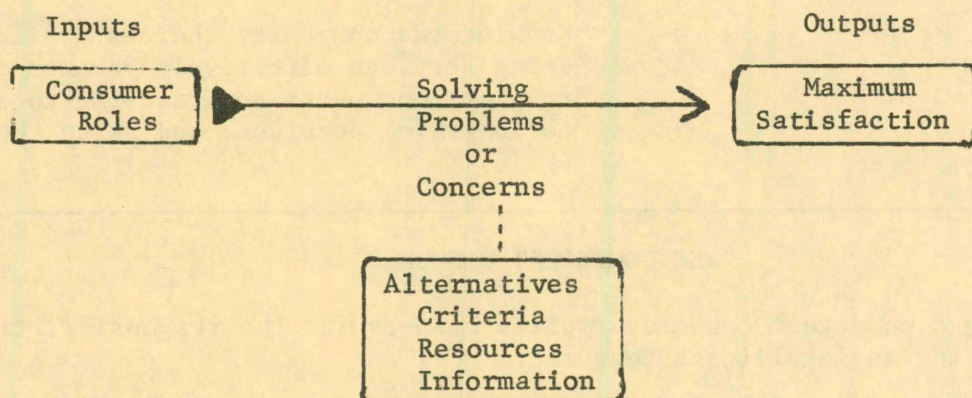 Inputs
Outputs
Consumer
Roles
Solving
Problems
or
Concerns
Maximum
Satisfaction
Alternatives
Criteria
Resources
Information